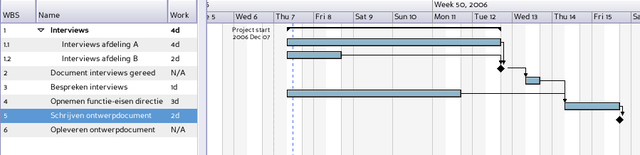 Week 50, 2006
WBS Name Work
e 5 Wed 6 Thu 7 Fri 8 Sat 9 Sun 10 Mon 11 Tue 12 Wed 13 Thu 14 Fri 15 Sa
1 Interviews 4d
Project start
2006 Dec 07
1.1 Interviews afdeling A 4d
1.2 Interviews afdeling B 2d
2 Document interviews gereed N/A
3 Bespreken interviews 1d
4 Opnemen functie-eisen directie 3d
5 Schrijven ontwerpdocument 2d
6 Opleveren ontwerpdocument N/A